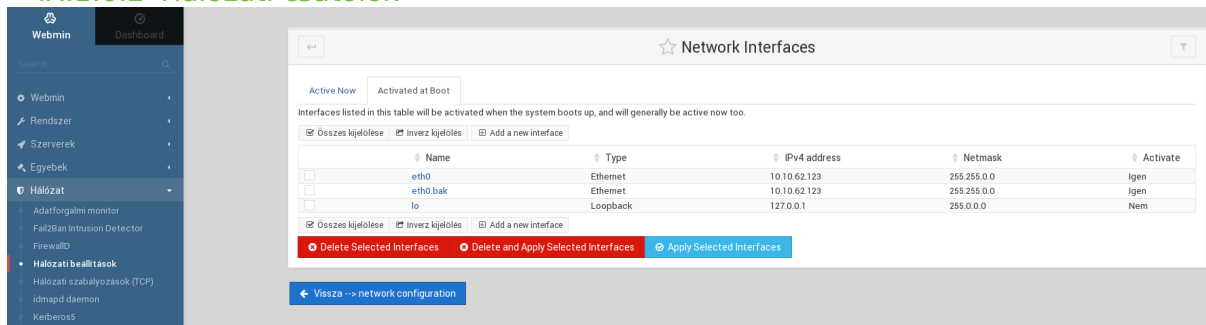 Hálózati csatolók
Webmin
Dashboard
Search
Network Interfaces
Webmin
Rendszer
Szerverek
Egyebek
Hálózat
Adatforgalmi monitor
Fail2Ban Intrusion Detector
FirewallD
Hálózati beállítások
Hálózati szabályozások (TCP)
idmapd daemon
Kerberos5
Active Now Activated at Boot
Interfaces listed in this table will be activated when the system boots up, and will generally be active now too.
Összes kijelölése Inverz kijelölés Add a new interface
Name Type IPv4 address Netmask Activate
eth0 Ethernet 10.10.62.123 255.255.0.0 Igen
eth0.bak Ethernet 10.10.62.123 255.255.0.0 Igen
lo Loopback 127.0.0.1 255.0.0.0 Nem
Összes kijelölése Inverz kijelölés Add a new interface
Delete Selected Interfaces Delete and Apply Selected Interfaces Apply Selected Interfaces
Vissza --> network configuration